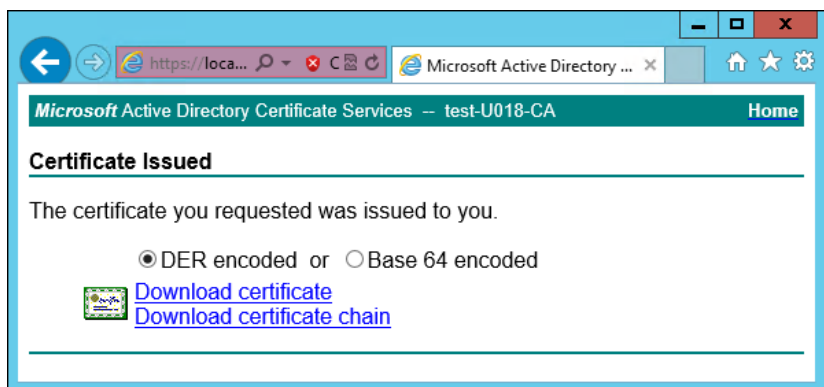 https://loca...
C
Microsoft Active Directory ...
Microsoft Active Directory Certificate Services -- test-U018-CA Home
Certificate Issued
The certificate you requested was issued to you.
DER encoded or Base 64 encoded
Download certificate
Download certificate chain